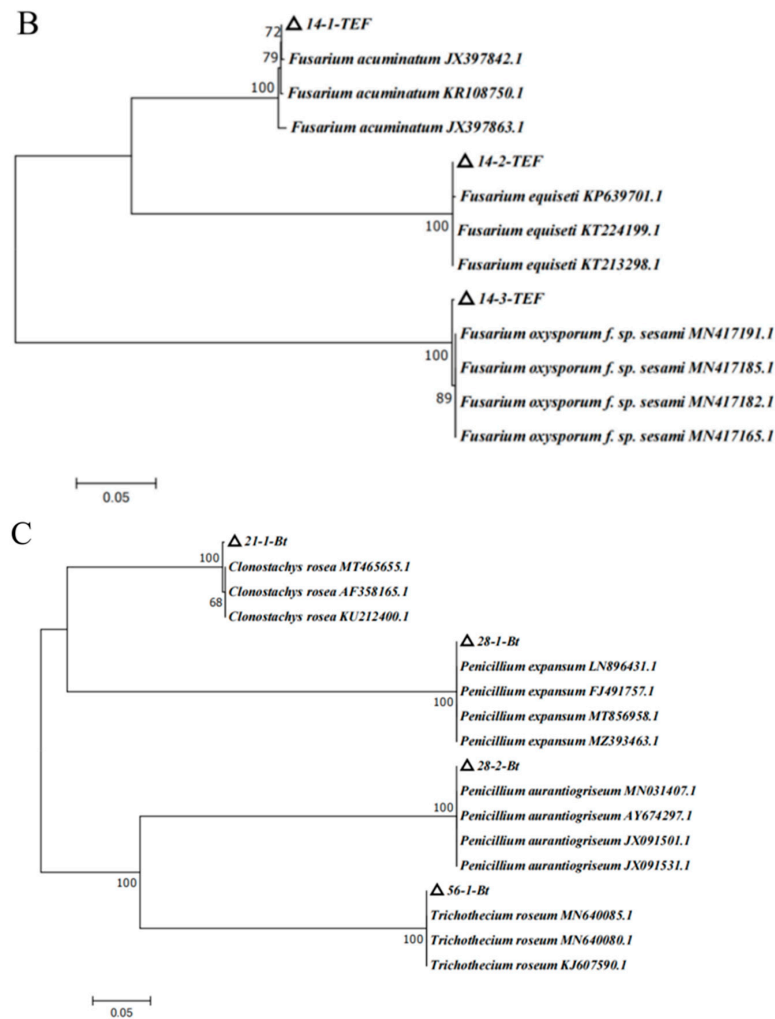 B
△ 14-1-TEF
72
Fusarium acuminatum JX397842.1
79
Fusarium acuminatum KR108750.1
100
Fusarium acuminatum JX397863.1
△ 14-2-TEF
Fusarium equiseti KP639701.1
Fusarium equiseti KT224199.1
100
Fusarium equiseti KT213298.1
△ 14-3-TEF
Fusarium oxysporum f. sp. sesami MN417191.1
100
Fusarium oxysporum f. sp. sesami MN417185.1
Fusarium oxysporum f. sp. sesami MN417182.1
89
Fusarium oxysporum f. sp. sesami MN417165.1
0.05
C
△ 21-1-Bt
100
Clonostachys rosea MT465655.1
Clonostachys rosea AF358165.1
68
Clonostachys rosea KU212400.1
△ 28-1-Bt
Penicillium expansum LN896431.1
Penicillium expansum FJ491757.1
100
Penicillium expansum MT856958.1
Penicillium expansum MZ393463.1
△ 28-2-Bt
Penicillium aurantiogriseum MN031407.1
100
Penicillium aurantiogriseum AY674297.1
Penicillium aurantiogriseum JX091501.1
Penicillium aurantiogriseum JX091531.1
100
△ 56-1-Bt
Trichothecium roseum MN640085.1
100
Trichothecium roseum MN640080.1
Trichothecium roseum KJ607590.1
0.05